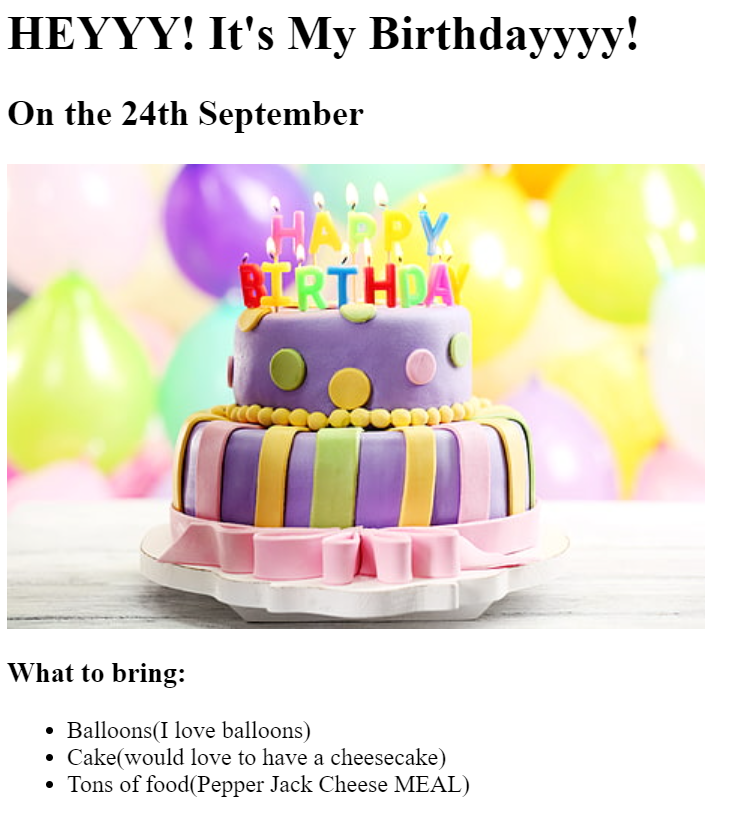 HEYYY! It's My Birthdayyyy!
On the 24th September
HAPPY
BIRTHDAY
What to bring:
Balloons(I love balloons)
Cake(would love to have a cheesecake)
Tons of food(Pepper Jack Cheese MEAL)